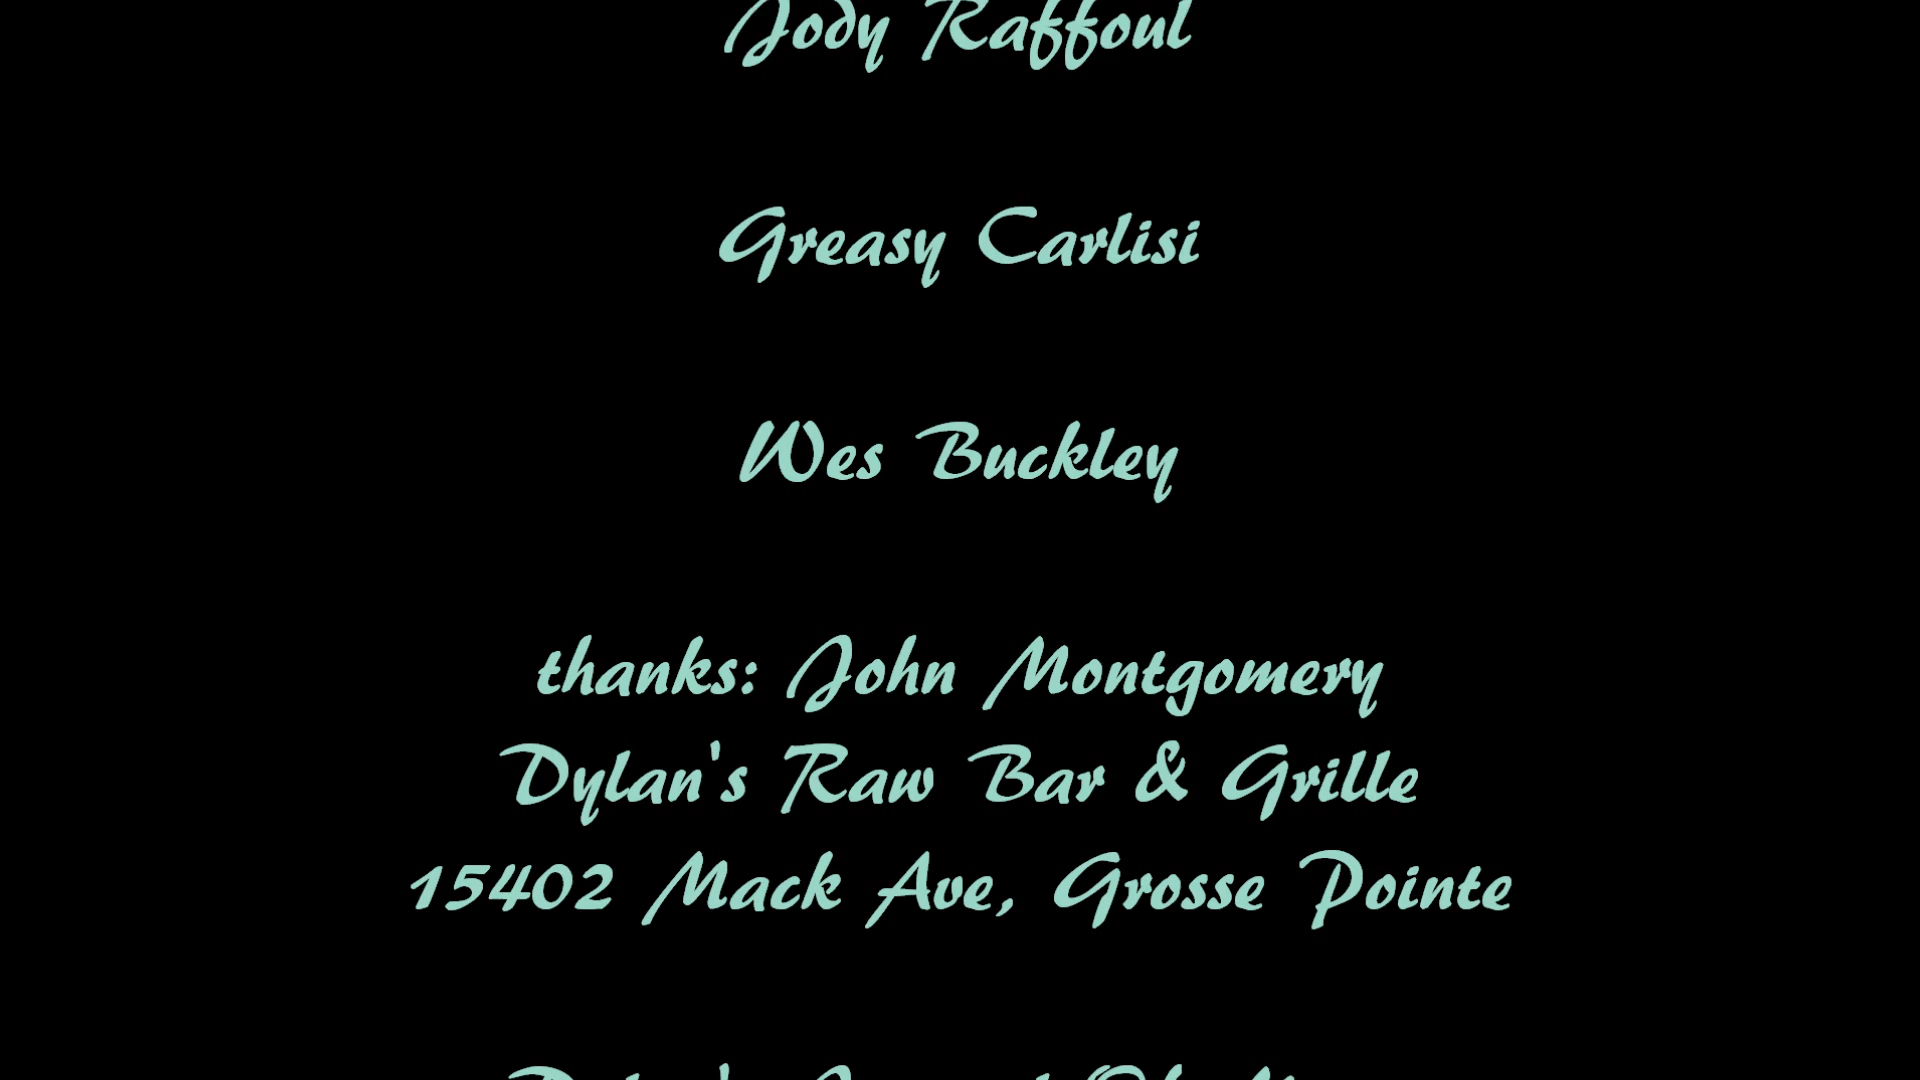 Jody Raffoul
Greasy Carlisi
Wes Buckley
thanks: John Montgomery
Dylan's Raw Bar & Grille
15402 Mack Ave, Grosse Pointe